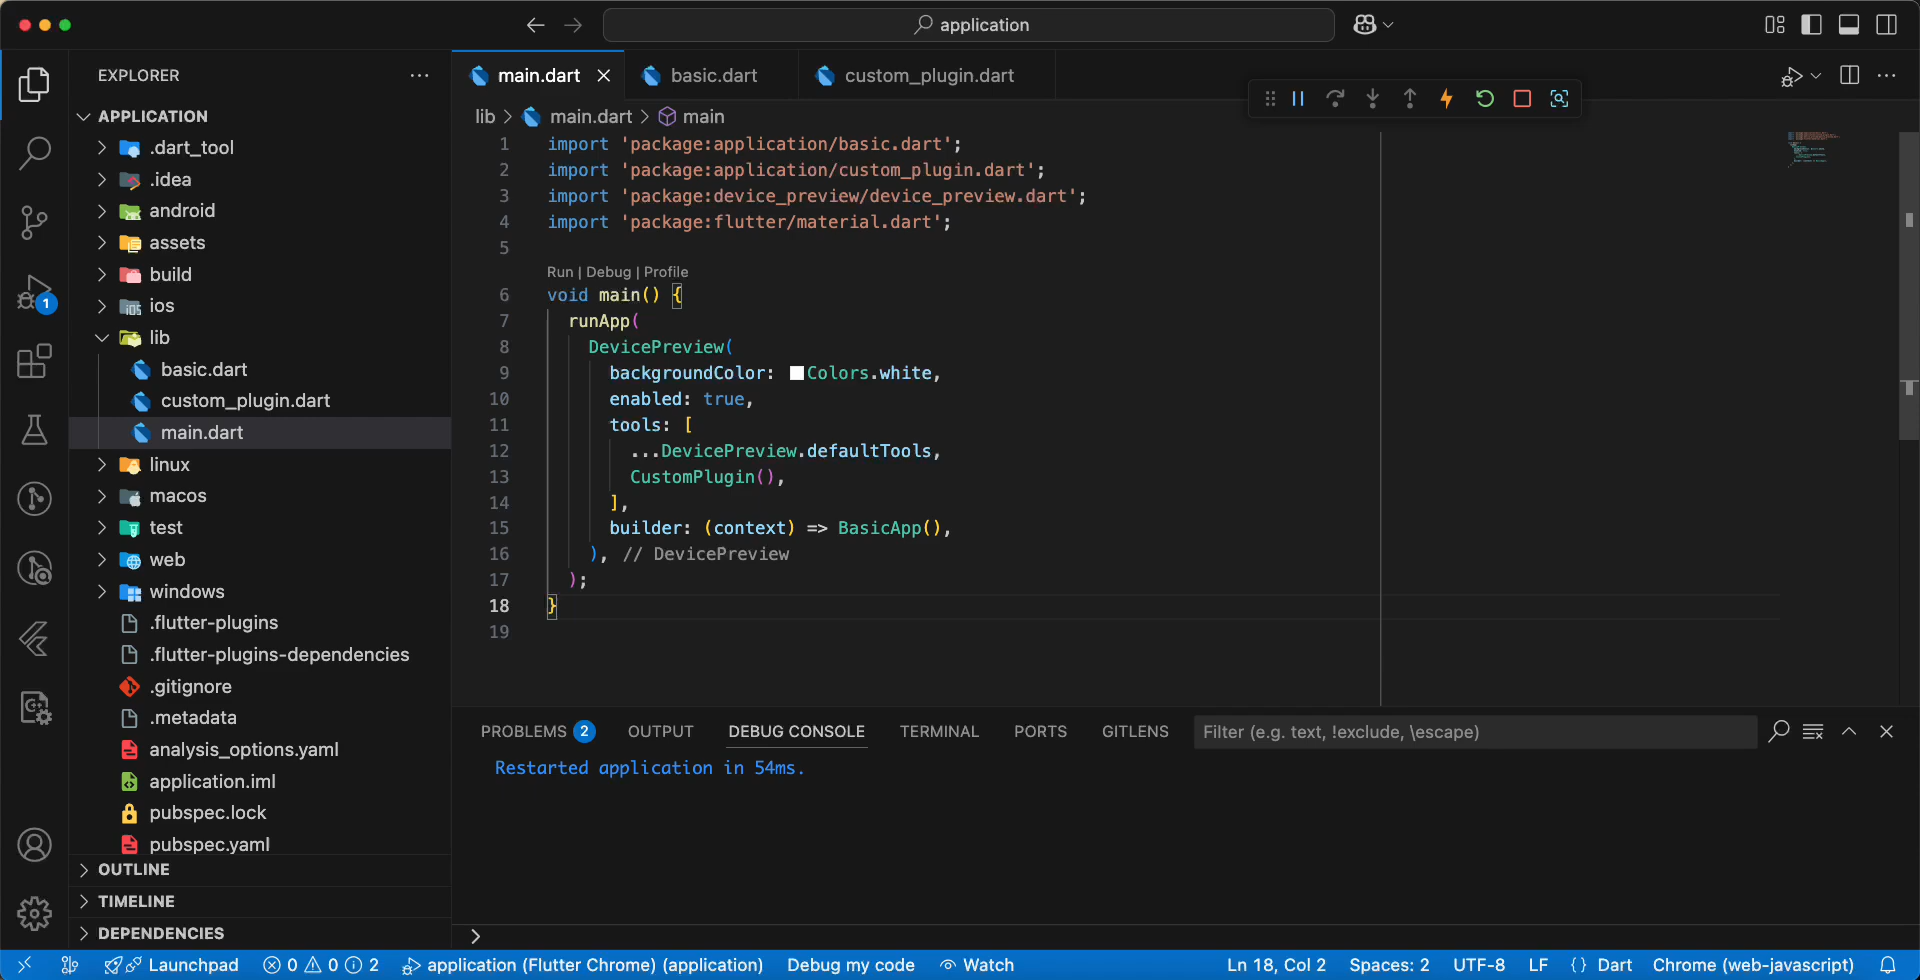 application
EXPLORER
APPLICATION
.dart_tool
.idea
android
assets
build
ios
lib
basic.dart
custom_plugin.dart
main.dart
linux
macos
test
web
windows
.flutter-plugins
.flutter-plugins-dependencies
.gitignore
.metadata
analysis_options.yaml
application.iml
pubspec.lock
pubspec.yaml
OUTLINE
TIMELINE
DEPENDENCIES
1
main.dart basic.dart custom_plugin.dart
lib > main.dart > main
1 import 'package:application/basic.dart';
2 import 'package:application/custom_plugin.dart';
3 import 'package:device_preview/device_preview.dart';
4 import 'package:flutter/material.dart';
5
Run | Debug | Profile
6 void main() {
7 runApp(
8 DevicePreview(
9 backgroundColor: Colors.white,
10 enabled: true,
11 tools: [
12 ...DevicePreview.defaultTools,
13 CustomPlugin(),
14 ],
15 builder: (context) => BasicApp(),
16 ), // DevicePreview
17 );
18 }
19
PROBLEMS 2 OUTPUT DEBUG CONSOLE TERMINAL PORTS GITLENS Filter (e.g. text, !exclude, \escape)
Restarted application in 54ms.
>
Launchpad 0 0 2 application (Flutter Chrome) (application) Debug my code Watch Ln 18, Col 2 Spaces: 2 UTF-8 LF {} Dart Chrome (web-javascript)